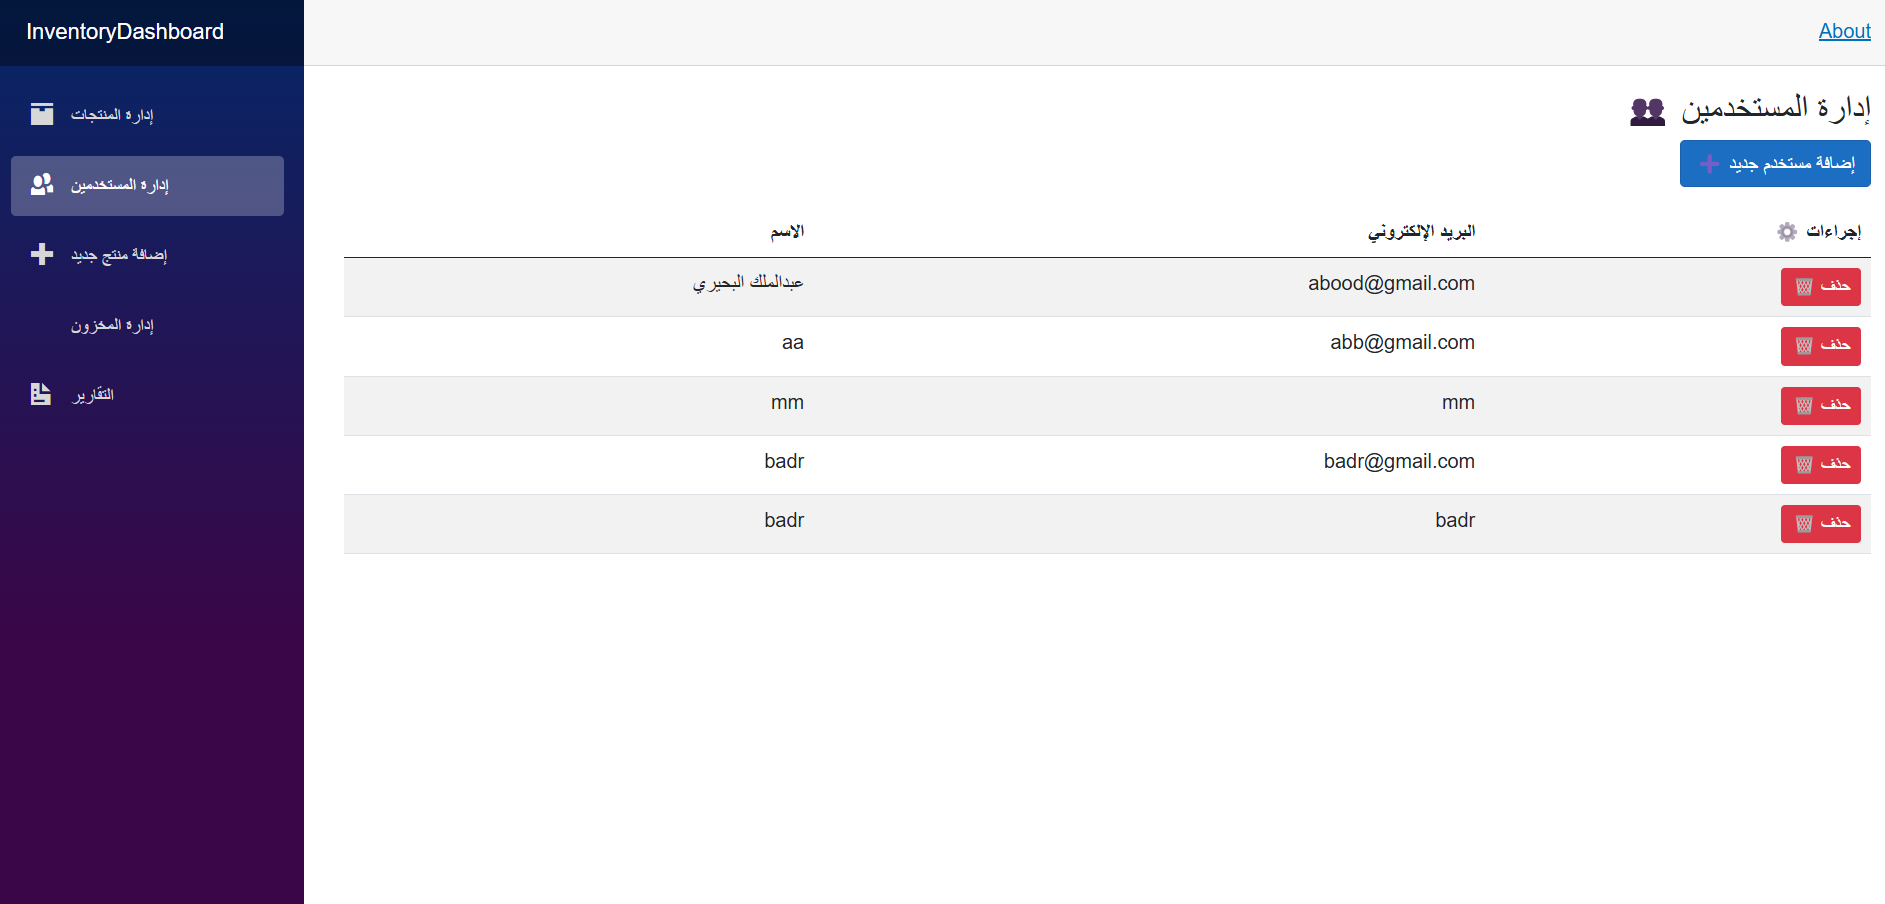 InventoryDashboard
About
إدارة المنتجات
إدارة المستخدمين
إضافة منتج جديد
إدارة المخزون
التقارير
إدارة المستخدمين
إضافة مستخدم جديد
إجراءات البريد الإلكتروني الاسم
حذف abood@gmail.com عبدالملك البحيري
حذف abb@gmail.com aa
حذف mm mm
حذف badr@gmail.com badr
حذف badr badr